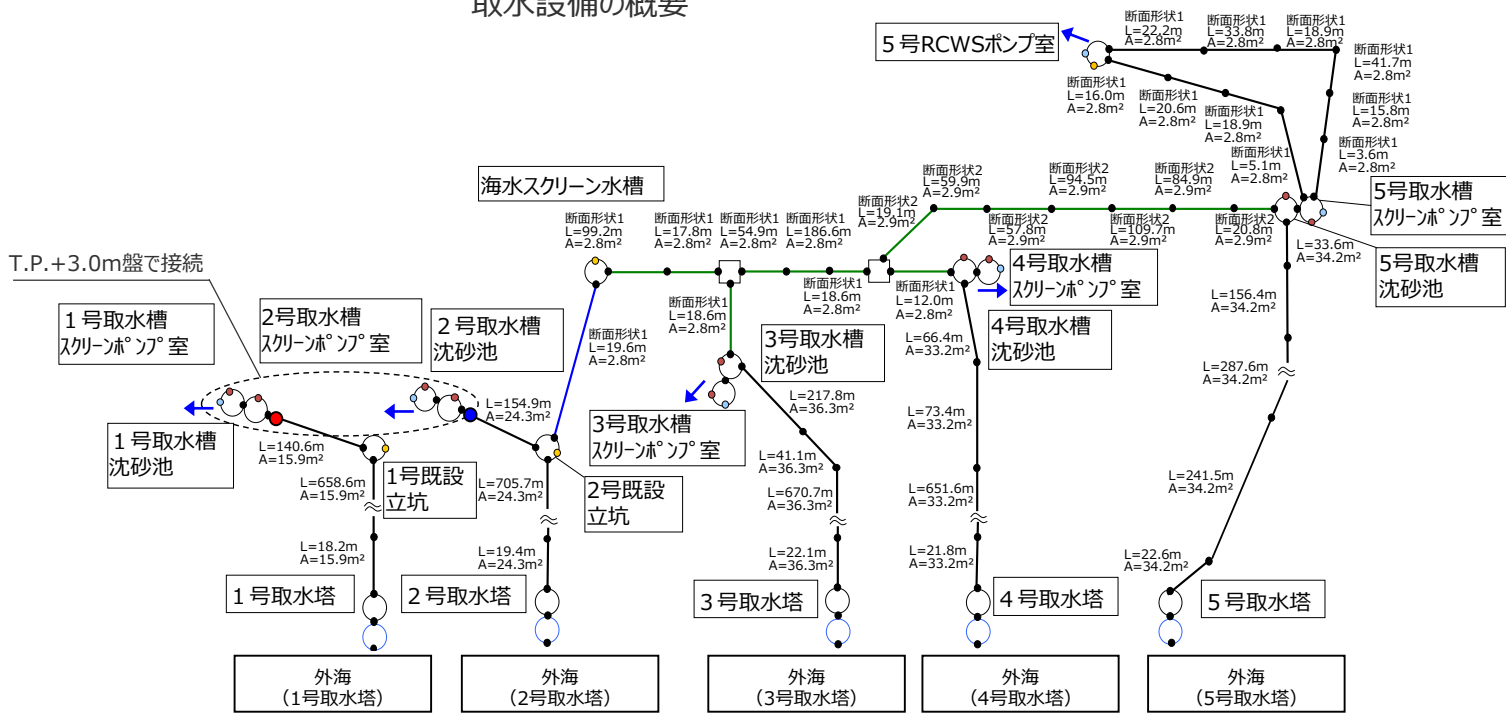 取水設備の概要
5号RCWSポンプ室
断面形状1
L=22.2m
A=2.8m²
断面形状1
L=33.8m
A=2.8m²
断面形状1
L=18.9m
A=2.8m²
断面形状1
L=41.7m
A=2.8m²
断面形状1
L=15.8m
A=2.8m²
断面形状1
L=3.6m
A=2.8m²
断面形状1
L=16.0m
A=2.8m²
断面形状1
L=20.6m
A=2.8m²
断面形状1
L=18.9m
A=2.8m²
断面形状1
L=5.1m
A=2.8m²
海水スクリーン水槽
断面形状1
L=99.2m
A=2.8m²
断面形状1
L=17.8m
A=2.8m²
断面形状1
L=54.9m
A=2.8m²
断面形状1
L=186.6m
A=2.8m²
断面形状2
L=19.1m
A=2.9m²
断面形状2
L=59.9m
A=2.9m²
断面形状2
L=94.5m
A=2.9m²
断面形状2
L=84.9m
A=2.9m²
断面形状2
L=57.8m
A=2.9m²
断面形状2
L=109.7m
A=2.9m²
断面形状2
L=20.8m
A=2.9m²
5号取水槽
スクリーンポンプ室
5号取水槽
沈砂池
L=33.6m
A=34.2m²
T.P.+3.0m盤で接続
1号取水槽
スクリーンポンプ室
2号取水槽
スクリーンポンプ室
2号取水槽
沈砂池
断面形状1
L=19.6m
A=2.8m²
断面形状1
L=18.6m
A=2.8m²
断面形状1
L=18.6m
A=2.8m²
断面形状1
L=12.0m
A=2.8m²
4号取水槽
スクリーンポンプ室
4号取水槽
沈砂池
3号取水槽
沈砂池
3号取水槽
スクリーンポンプ室
1号取水槽
沈砂池
L=140.6m
A=15.9m²
L=154.9m
A=24.3m²
1号既設
立坑
2号既設
立坑
L=658.6m
A=15.9m²
L=705.7m
A=24.3m²
L=217.8m
A=36.3m²
L=41.1m
A=36.3m²
L=670.7m
A=36.3m²
L=66.4m
A=33.2m²
L=73.4m
A=33.2m²
L=651.6m
A=33.2m²
L=156.4m
A=34.2m²
L=287.6m
A=34.2m²
L=241.5m
A=34.2m²
L=18.2m
A=15.9m²
L=19.4m
A=24.3m²
L=22.1m
A=36.3m²
L=21.8m
A=33.2m²
L=22.6m
A=34.2m²
1号取水塔
2号取水塔
3号取水塔
4号取水塔
5号取水塔
外海
(1号取水塔)
外海
(2号取水塔)
外海
(3号取水塔)
外海
(4号取水塔)
外海
(5号取水塔)